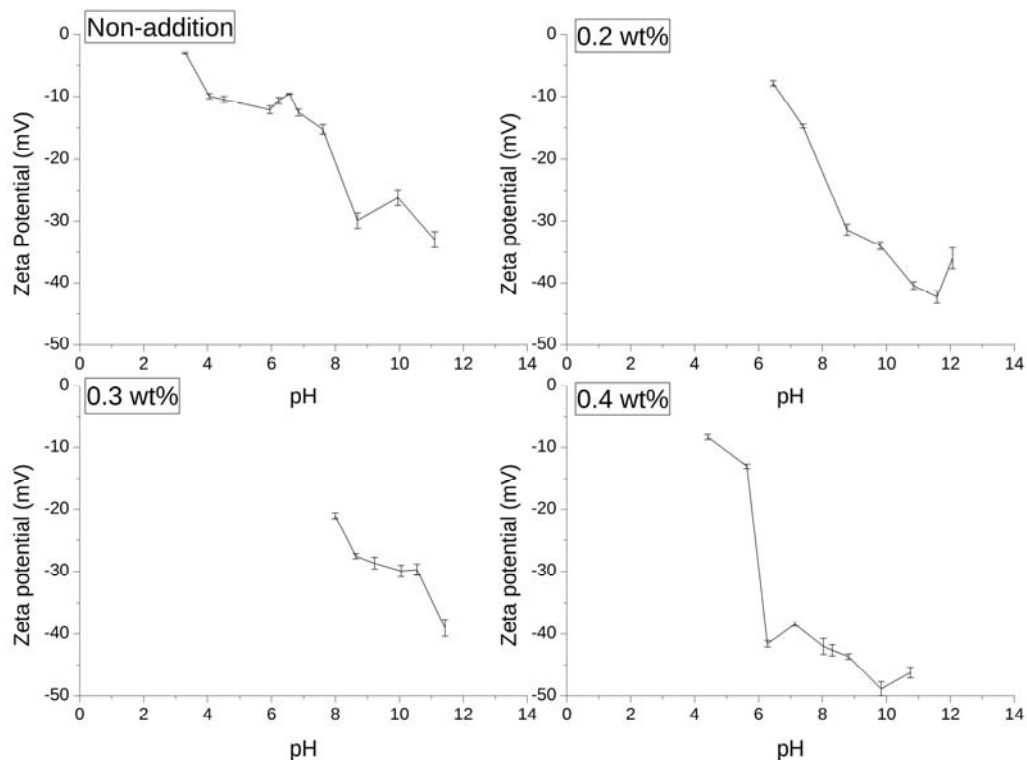 Non-addition
0
-10
-20
-30
-40
-50
Zeta Potential (mV)
0 2 4 6 8 10 12 14
pH
0.2 wt%
0
-10
-20
-30
-40
-50
Zeta potential (mV)
0 2 4 6 8 10 12 14
pH
0.3 wt%
0
-10
-20
-30
-40
-50
Zeta potential (mV)
0 2 4 6 8 10 12 14
pH
0.4 wt%
0
-10
-20
-30
-40
-50
Zeta potential (mV)
0 2 4 6 8 10 12 14
pH